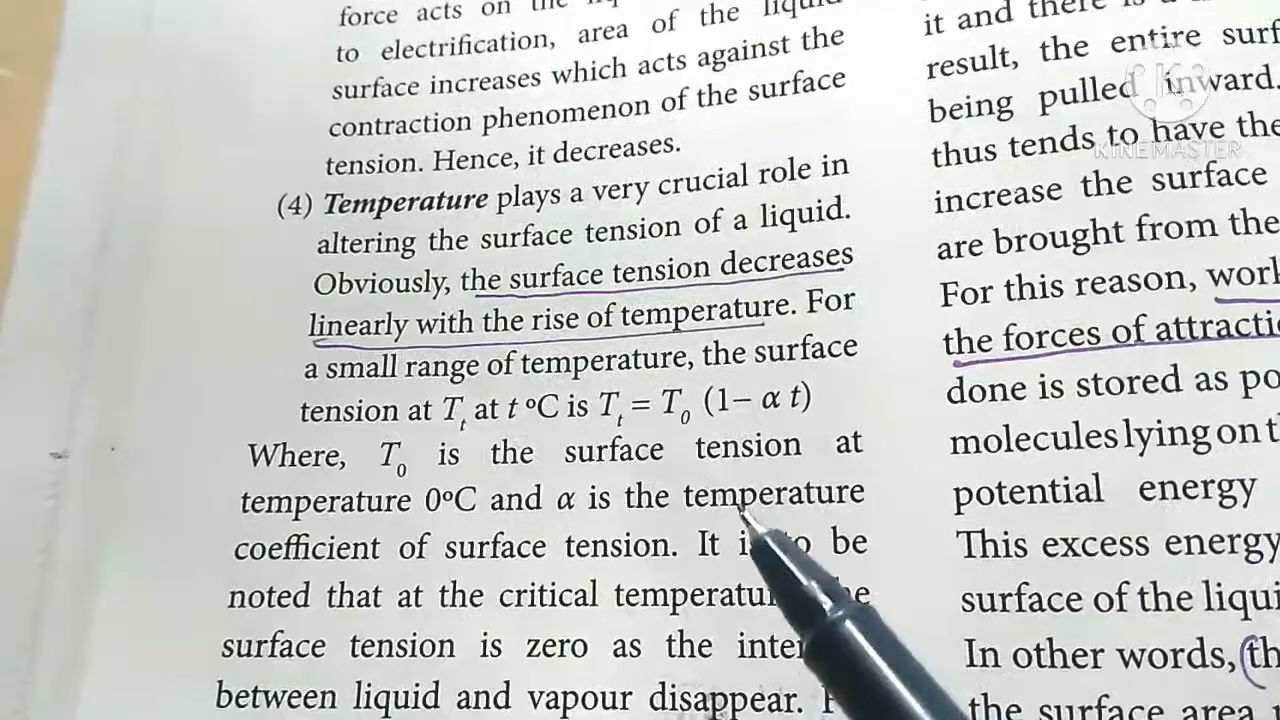 force acts on the
to electrification, area of the liquid
surface increases which acts against the
contraction phenomenon of the surface
tension. Hence, it decreases.
(4) Temperature plays a very crucial role in
altering the surface tension of a liquid.
Obviously, the surface tension decreases
linearly with the rise of temperature. For
a small range of temperature, the surface
tension at Tₜ at t ºC is Tₜ = T₀ (1– α t)
Where, T₀ is the surface tension at
temperature 0ºC and α is the temperature
coefficient of surface tension. It be
noted that at the critical
surface tension is zero as the
between liquid and vapour disappear.
it and there is a
result, the entire
being pulled inward.
thus tends to have the
increase the surface
are brought from the
For this reason,
the forces of
done is stored as
molecules lying on
potential energy
This excess energy
surface of the
In other words, (
the surface area
KINEMASTER